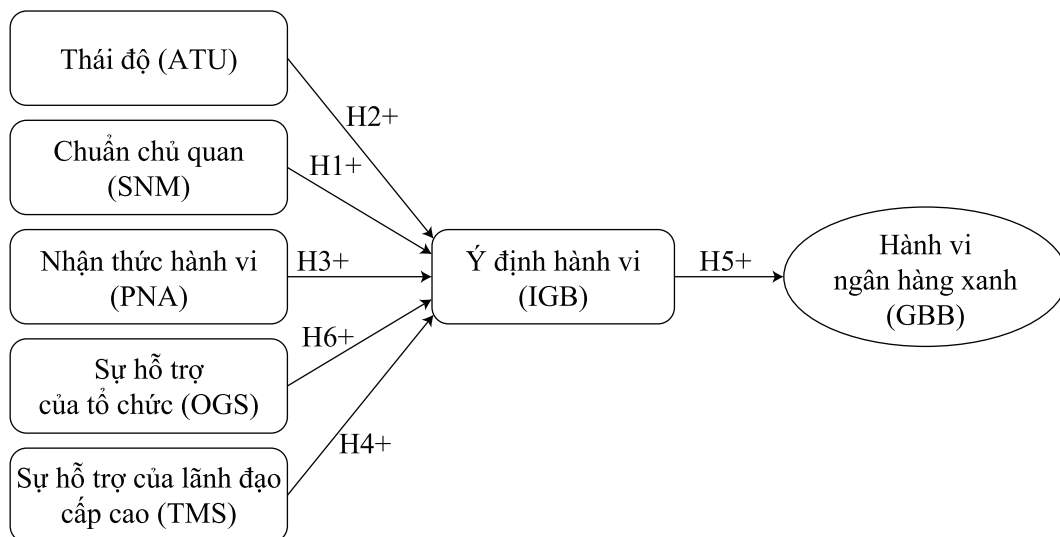 Thái độ (ATU)
H2+
Chuẩn chủ quan
(SNM)
H1+
Nhận thức hành vi
(PNA)
H3+
Ý định hành vi
(IGB)
H5+
Hành vi
ngân hàng xanh
(GBB)
H6+
Sự hỗ trợ
của tổ chức (OGS)
H4+
Sự hỗ trợ của lãnh đạo
cấp cao (TMS)